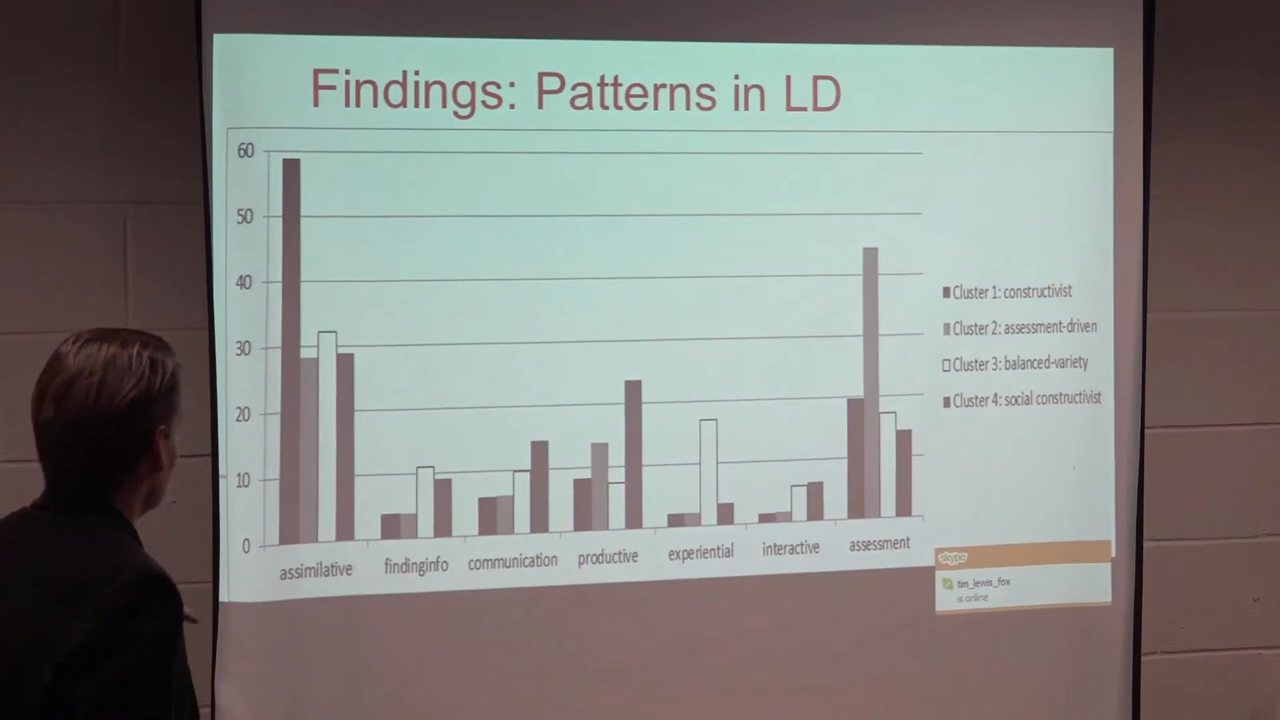 Findings: Patterns in LD
60
50
40
30
20
10
0
assimilative
findinginfo
communication
productive
experiential
interactive
assessment
Cluster 1: constructivist
Cluster 2: assessment-driven
Cluster 3: balanced-variety
Cluster 4: social constructivist
skype
tim_lewis_fox
is online